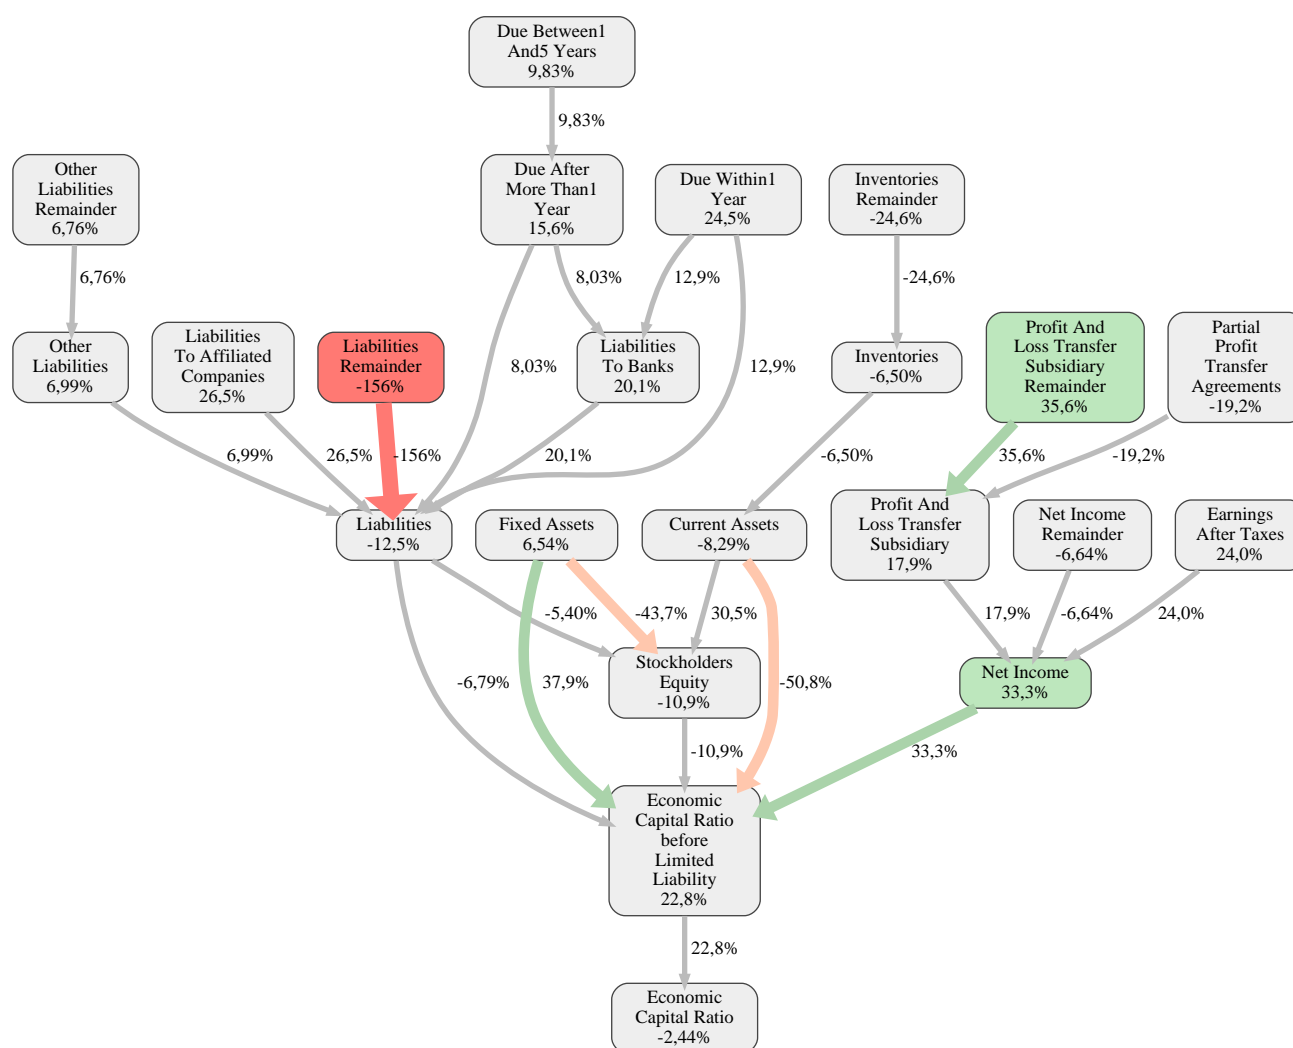 Due Between1
And5 Years
9,83%
9,83%
Other
Liabilities
Remainder
6,76%
Due After
More Than1
Year
15,6%
Due Within1
Year
24,5%
Inventories
Remainder
-24,6%
6,76%
8,03%
12,9%
-24,6%
Other
Liabilities
6,99%
Liabilities
To Affiliated
Companies
26,5%
Liabilities
Remainder
-156%
8,03%
Liabilities
To Banks
20,1%
12,9%
Inventories
-6,50%
Profit And
Loss Transfer
Subsidiary
Remainder
35,6%
Partial
Profit
Transfer
Agreements
-19,2%
6,99%
26,5%
-156%
20,1%
-6,50%
35,6%
-19,2%
Liabilities
-12,5%
Fixed Assets
6,54%
Current Assets
-8,29%
Profit And
Loss Transfer
Subsidiary
17,9%
Net Income
Remainder
-6,64%
Earnings
After Taxes
24,0%
-5,40%
-43,7%
30,5%
17,9%
-6,64%
24,0%
-6,79%
37,9%
Stockholders
Equity
-10,9%
-50,8%
Net Income
33,3%
-10,9%
33,3%
Economic
Capital Ratio
before
Limited
Liability
22,8%
22,8%
Economic
Capital Ratio
-2,44%